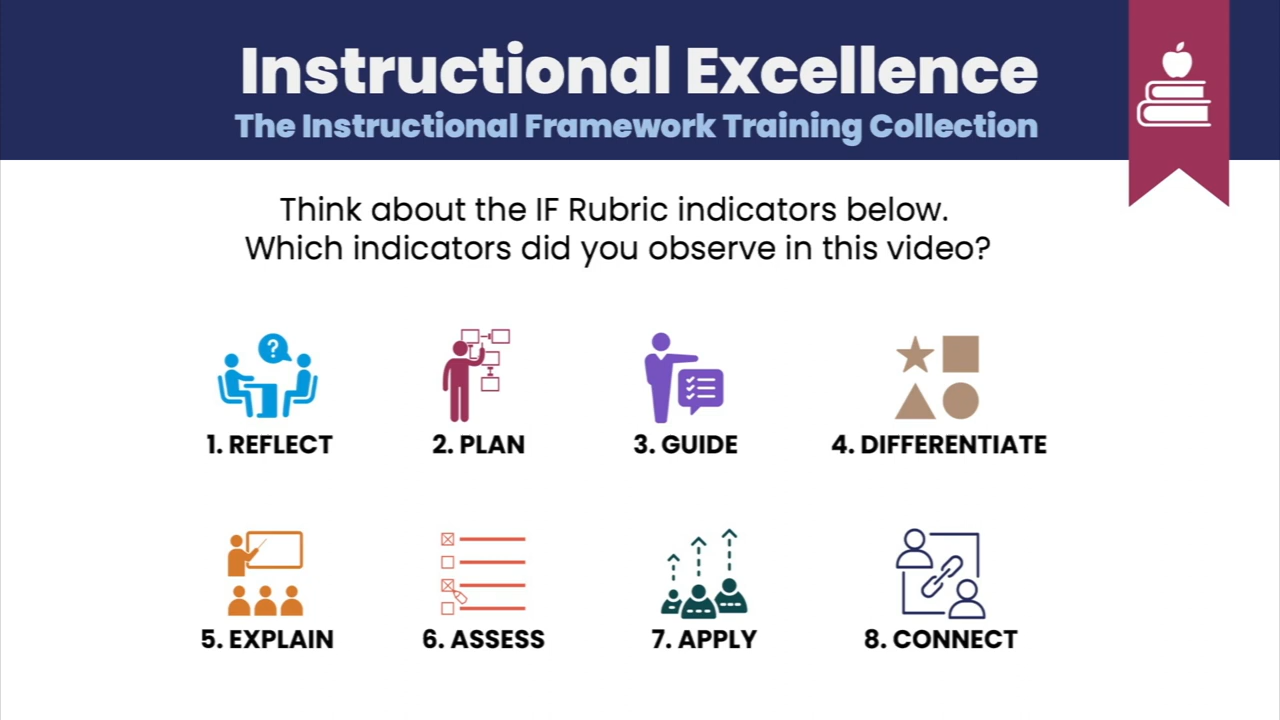 Instructional Excellence
The Instructional Framework Training Collection
Think about the IF Rubric indicators below.
Which indicators did you observe in this video?
?
1. REFLECT
2. PLAN
3. GUIDE
4. DIFFERENTIATE
5. EXPLAIN
6. ASSESS
7. APPLY
8. CONNECT